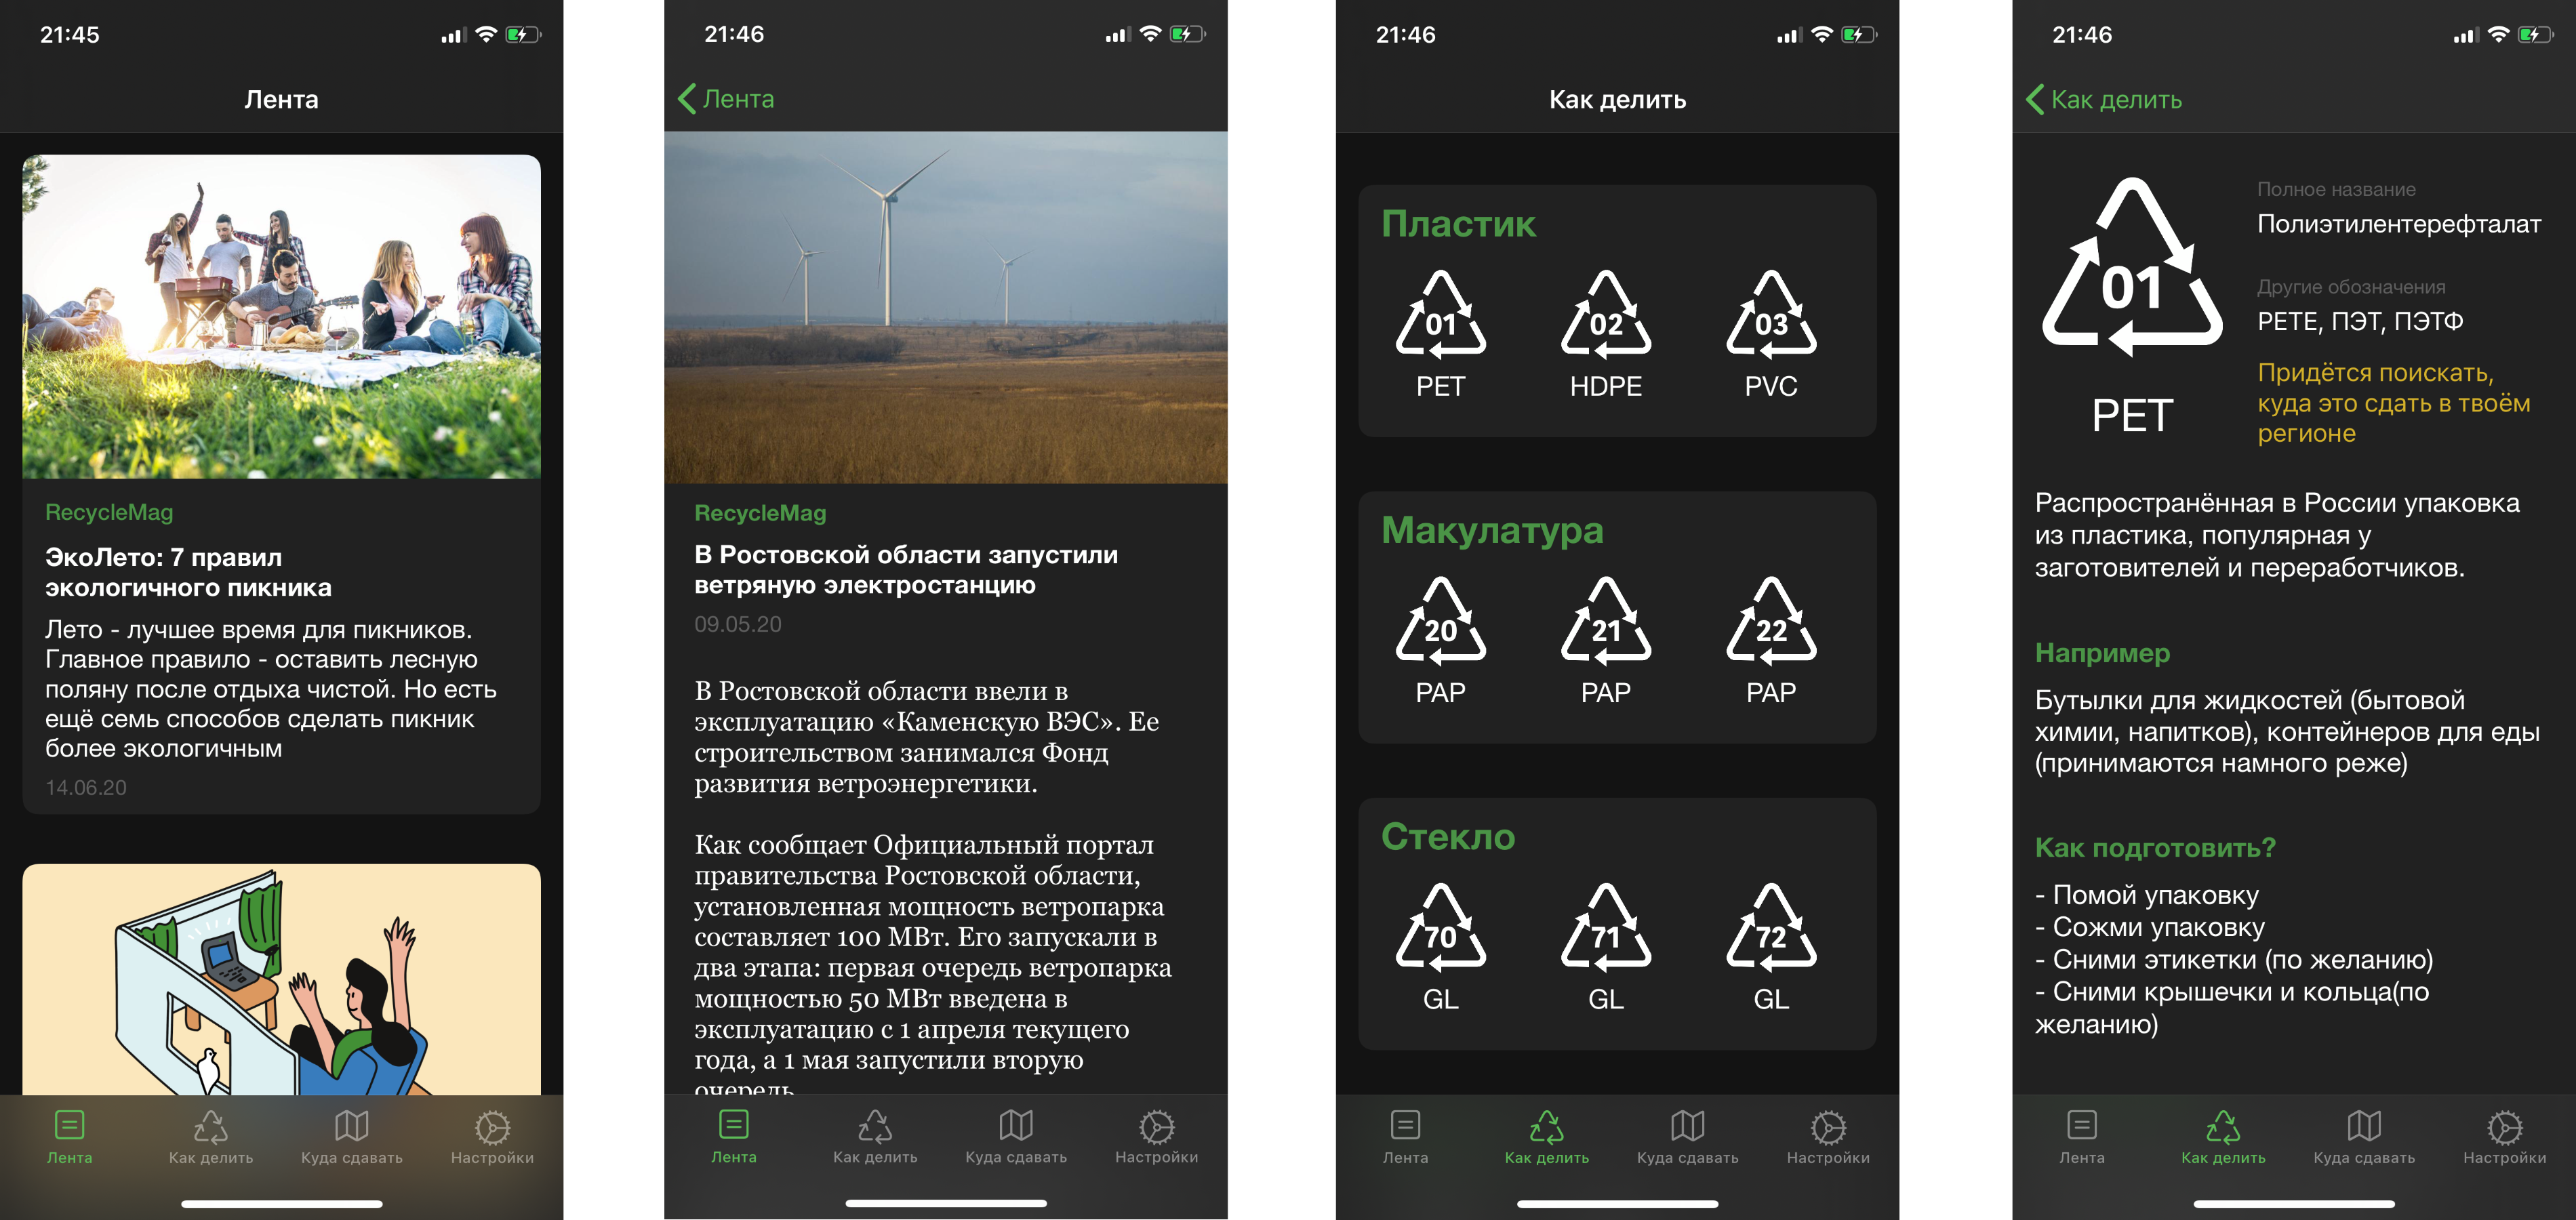 21:45
Лента
RecycleMag
ЭкоЛето: 7 правил
экологичного пикника
Лето - лучшее время для пикников.
Главное правило - оставить лесную
поляну после отдыха чистой. Но есть
ещё семь способов сделать пикник
более экологичным
14.06.20
Лента
Как делить
Куда сдавать
Настройки
21:46
Лента
RecycleMag
В Ростовской области запустили
ветряную электростанцию
09.05.20
В Ростовской области ввели в
эксплуатацию «Каменскую ВЭС». Ее
строительством занимался Фонд
развития ветроэнергетики.
Как сообщает Официальный портал
правительства Ростовской области,
установленная мощность ветропарка
составляет 100 МВт. Его запускали в
два этапа: первая очередь ветропарка
мощностью 50 МВт введена в
эксплуатацию с 1 апреля текущего
года, а 1 мая запустили вторую
очередь
Лента
Как делить
Куда сдавать
Настройки
21:46
Как делить
Пластик
01
02
03
PET
HDPE
PVC
Макулатура
20
21
22
PAP
PAP
PAP
Стекло
70
71
72
GL
GL
GL
Лента
Как делить
Куда сдавать
Настройки
21:46
Как делить
01
PET
Полное название
Полиэтилентерефталат
Другие обозначения
PETE, ПЭТ, ПЭТФ
Придётся поискать,
куда это сдать в твоём
регионе
Распространённая в России упаковка
из пластика, популярная у
заготовителей и переработчиков.
Например
Бутылки для жидкостей (бытовой
химии, напитков), контейнеров для еды
(принимаются намного реже)
Как подготовить?
- Помой упаковку
- Сожми упаковку
- Сними этикетки (по желанию)
- Сними крышечки и кольца(по
желанию)
Лента
Как делить
Куда сдавать
Настройки